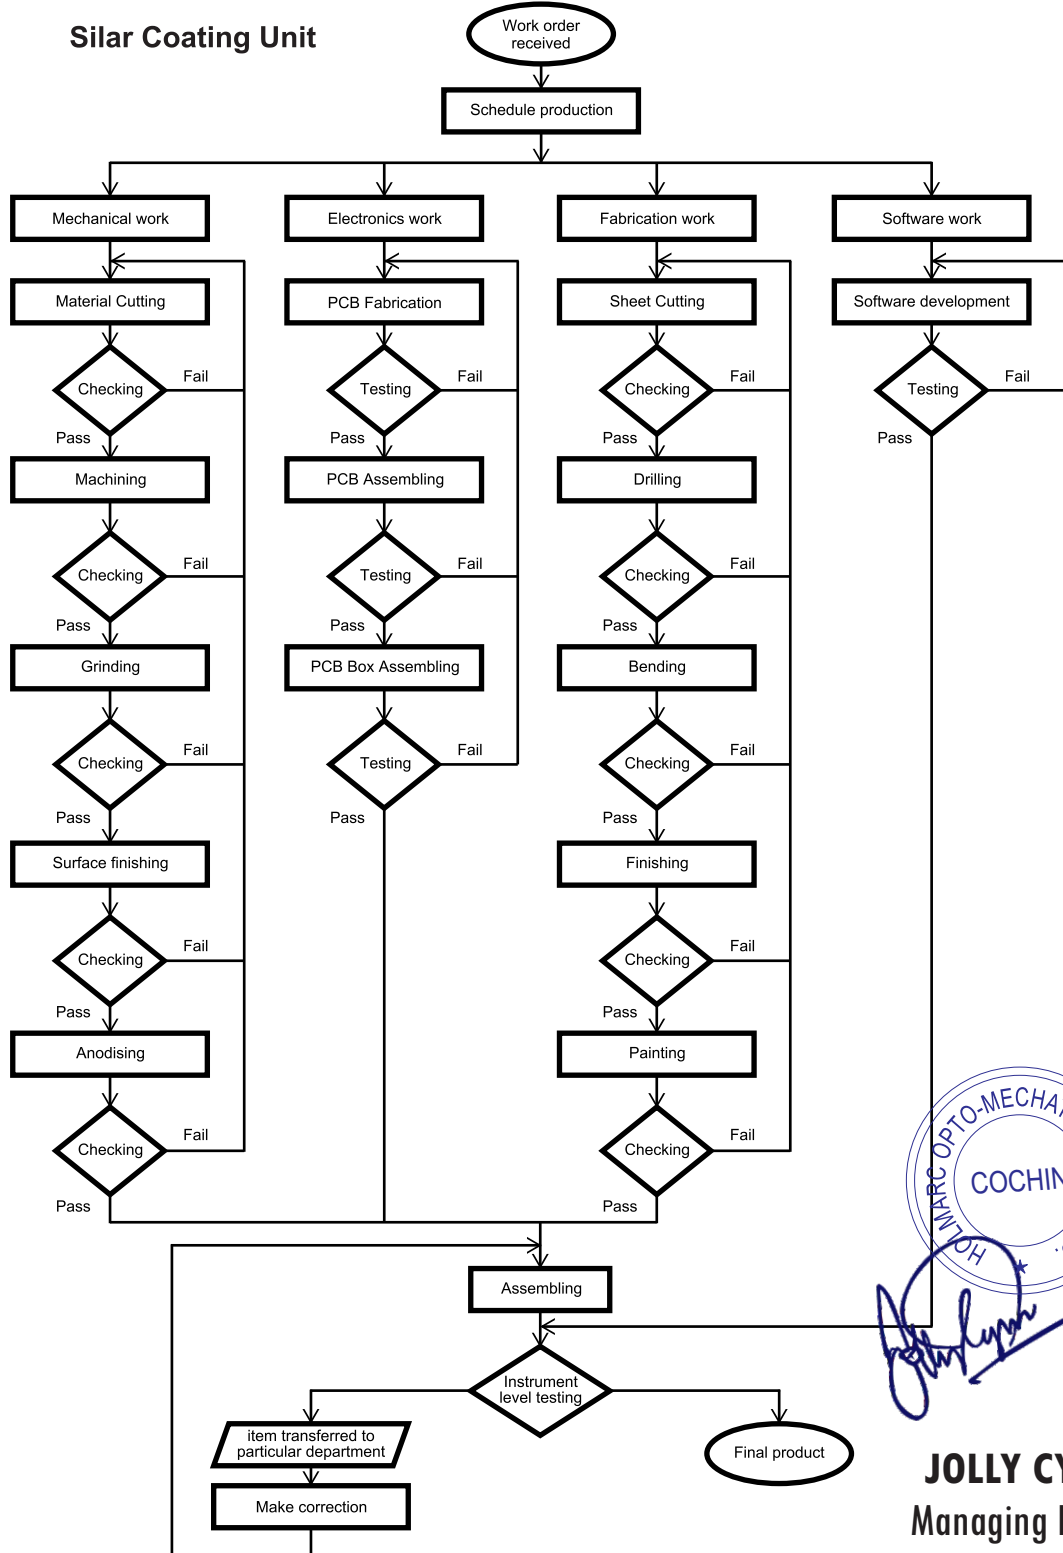 Silar Coating Unit
Work order
received
Schedule production
Mechanical work
Electronics work
Fabrication work
Software work
Material Cutting
PCB Fabrication
Sheet Cutting
Software development
Checking
Fail
Testing
Fail
Checking
Fail
Testing
Fail
Pass
Pass
Pass
Pass
Machining
PCB Assembling
Drilling
Checking
Fail
Testing
Fail
Checking
Fail
Pass
Pass
Pass
Grinding
PCB Box Assembling
Bending
Checking
Fail
Testing
Fail
Checking
Fail
Pass
Pass
Pass
Surface finishing
Finishing
Checking
Fail
Checking
Fail
Pass
Pass
Anodising
Painting
Checking
Fail
Checking
Fail
Pass
Pass
HOLMARC OPTO-MECHA
COCHIN
Assembling
Instrument
level testing
item transferred to
particular department
Final product
Make correction
JOLLY CY
Managing